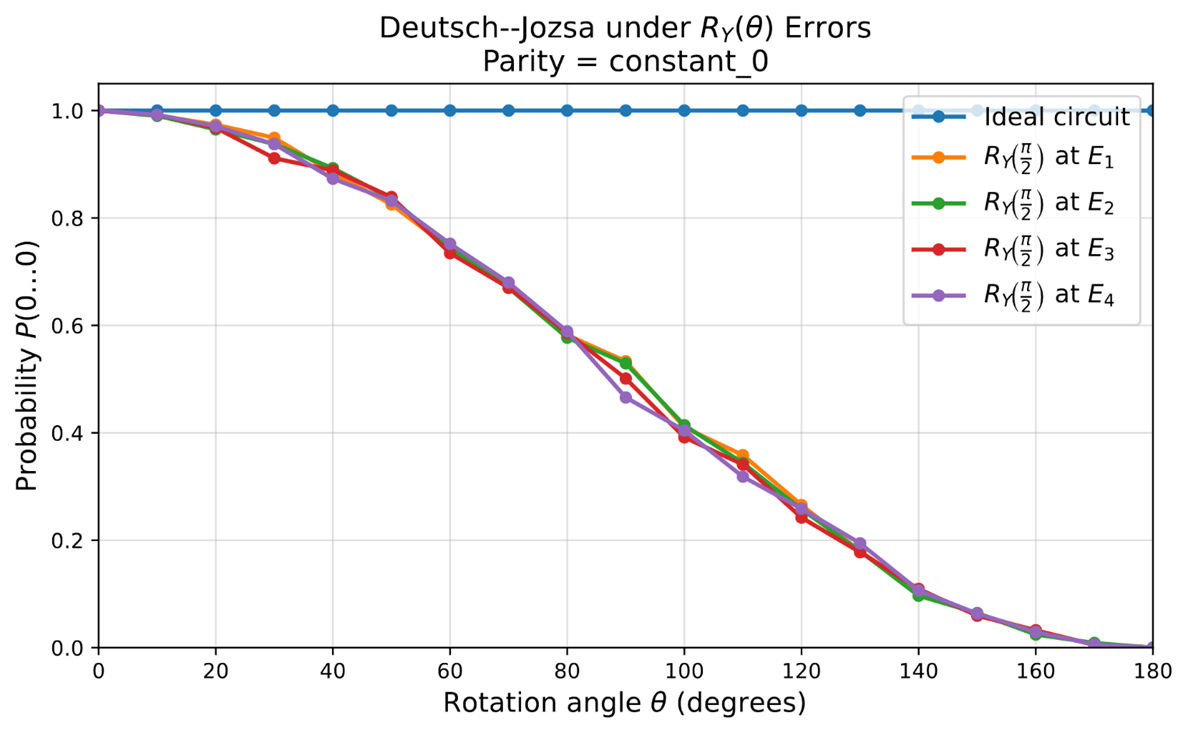 Deutsch--Jozsa under R_Y(θ) Errors
Parity = constant_0
Probability P(0...0)
1.0
0.8
0.6
0.4
0.2
0.0
Ideal circuit
R_Y(π/2) at E_1
R_Y(π/2) at E_2
R_Y(π/2) at E_3
R_Y(π/2) at E_4
0 20 40 60 80 100 120 140 160 180
Rotation angle θ (degrees)